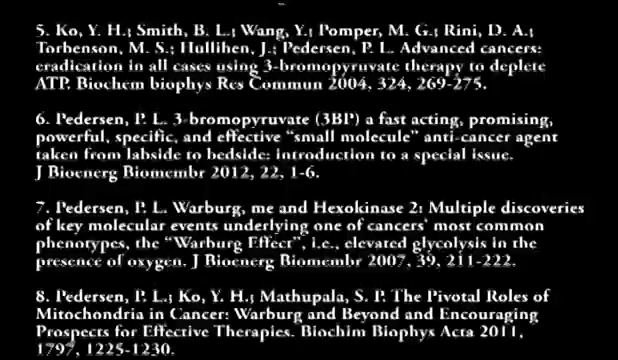 5. Ko, Y. H.; Smith, B. L.; Wang, Y.; Pomper, M. G.; Rini, D. A.;
Torbenson, M. S.; Hullihen, J.; Pedersen, P. L. Advanced cancers:
eradication in all cases using 3-bromopyruvate therapy to deplete
ATP. Biochem biophys Res Commun 2004, 324, 269-275.
6. Pedersen, P. L. 3-bromopyruvate (3BP) a fast acting, promising,
powerful, specific, and effective “small molecule” anti-cancer agent
taken from labside to bedside: introduction to a special issue.
J Bioenerg Biomembr 2012, 22, 1-6.
7. Pedersen, P. L. Warburg, me and Hexokinase 2: Multiple discoveries
of key molecular events underlying one of cancers’ most common
phenotypes, the “Warburg Effect”, i.e., elevated glycolysis in the
presence of oxygen. J Bioenerg Biomembr 2007, 39, 211-222.
8. Pedersen, P. L.; Ko, Y. H.; Mathupala, S. P. The Pivotal Roles of
Mitochondria in Cancer: Warburg and Beyond and Encouraging
Prospects for Effective Therapies. Biochim Biophys Acta 2011,
1797, 1225-1230.